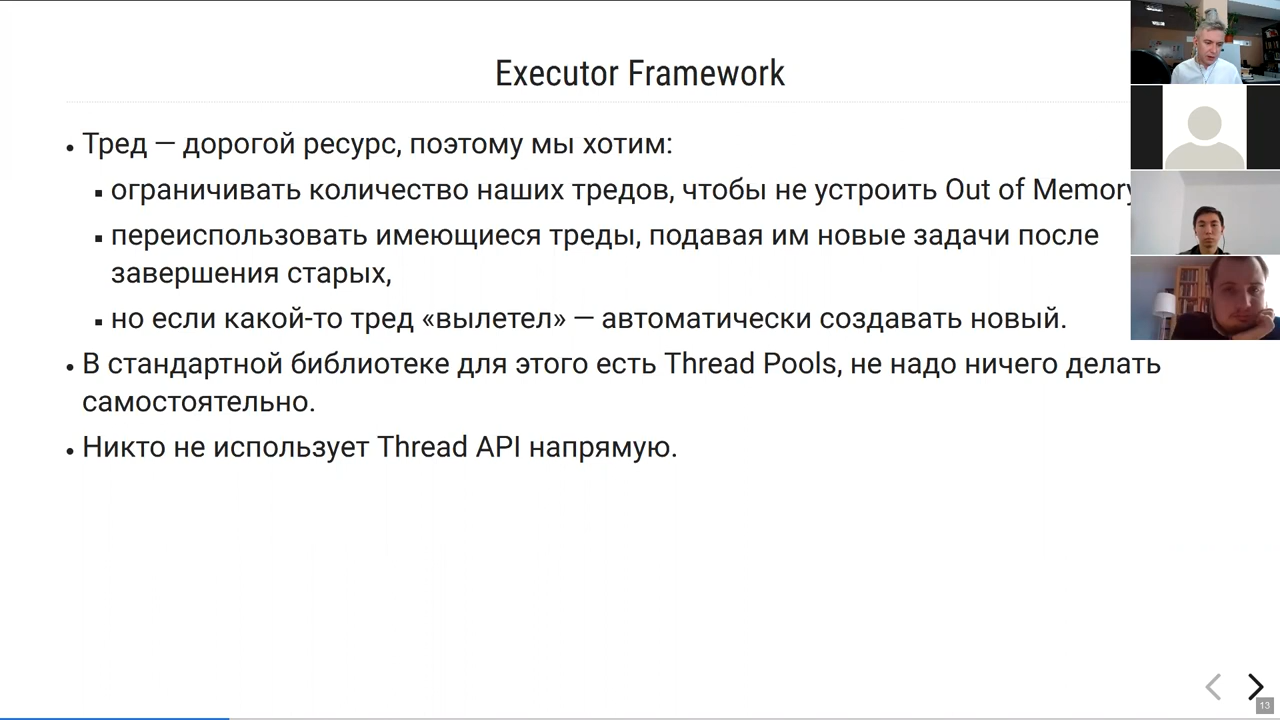 Executor Framework
Тред — дорогой ресурс, поэтому мы хотим:
ограничивать количество наших тредов, чтобы не устроить Out of Memory
переиспользовать имеющиеся треды, подавая им новые задачи после
завершения старых,
но если какой-то тред «вылетел» — автоматически создавать новый.
В стандартной библиотеке для этого есть Thread Pools, не надо ничего делать
самостоятельно.
Никто не использует Thread API напрямую.
13